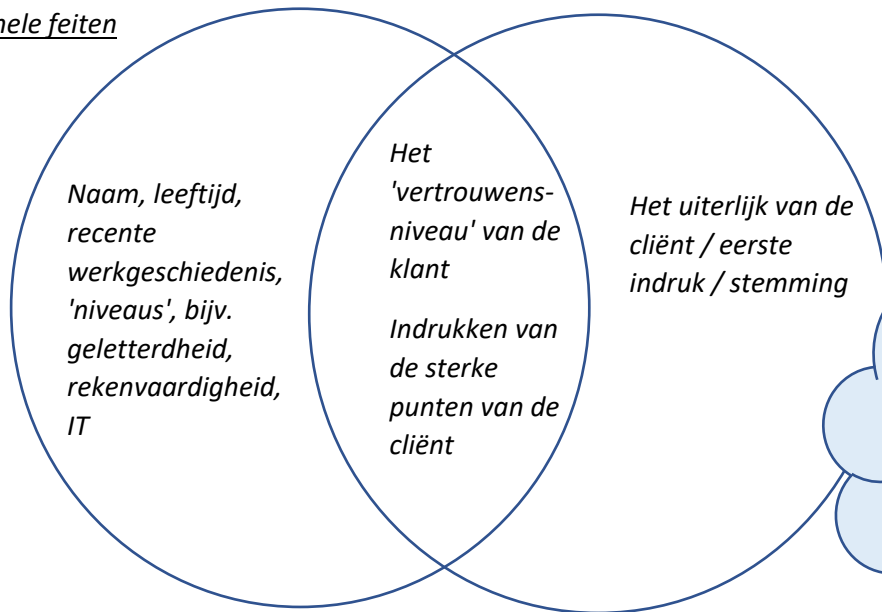 nele feiten
Naam, leeftijd,
recente
werkgeschiedenis,
'niveaus', bijv.
geletterdheid,
rekenvaardigheid,
IT
Het
'vertrouwens-
niveau' van de
klant
Indrukken van
de sterke
punten van de
cliënt
Het uiterlijk van de
cliënt / eerste
indruk / stemming